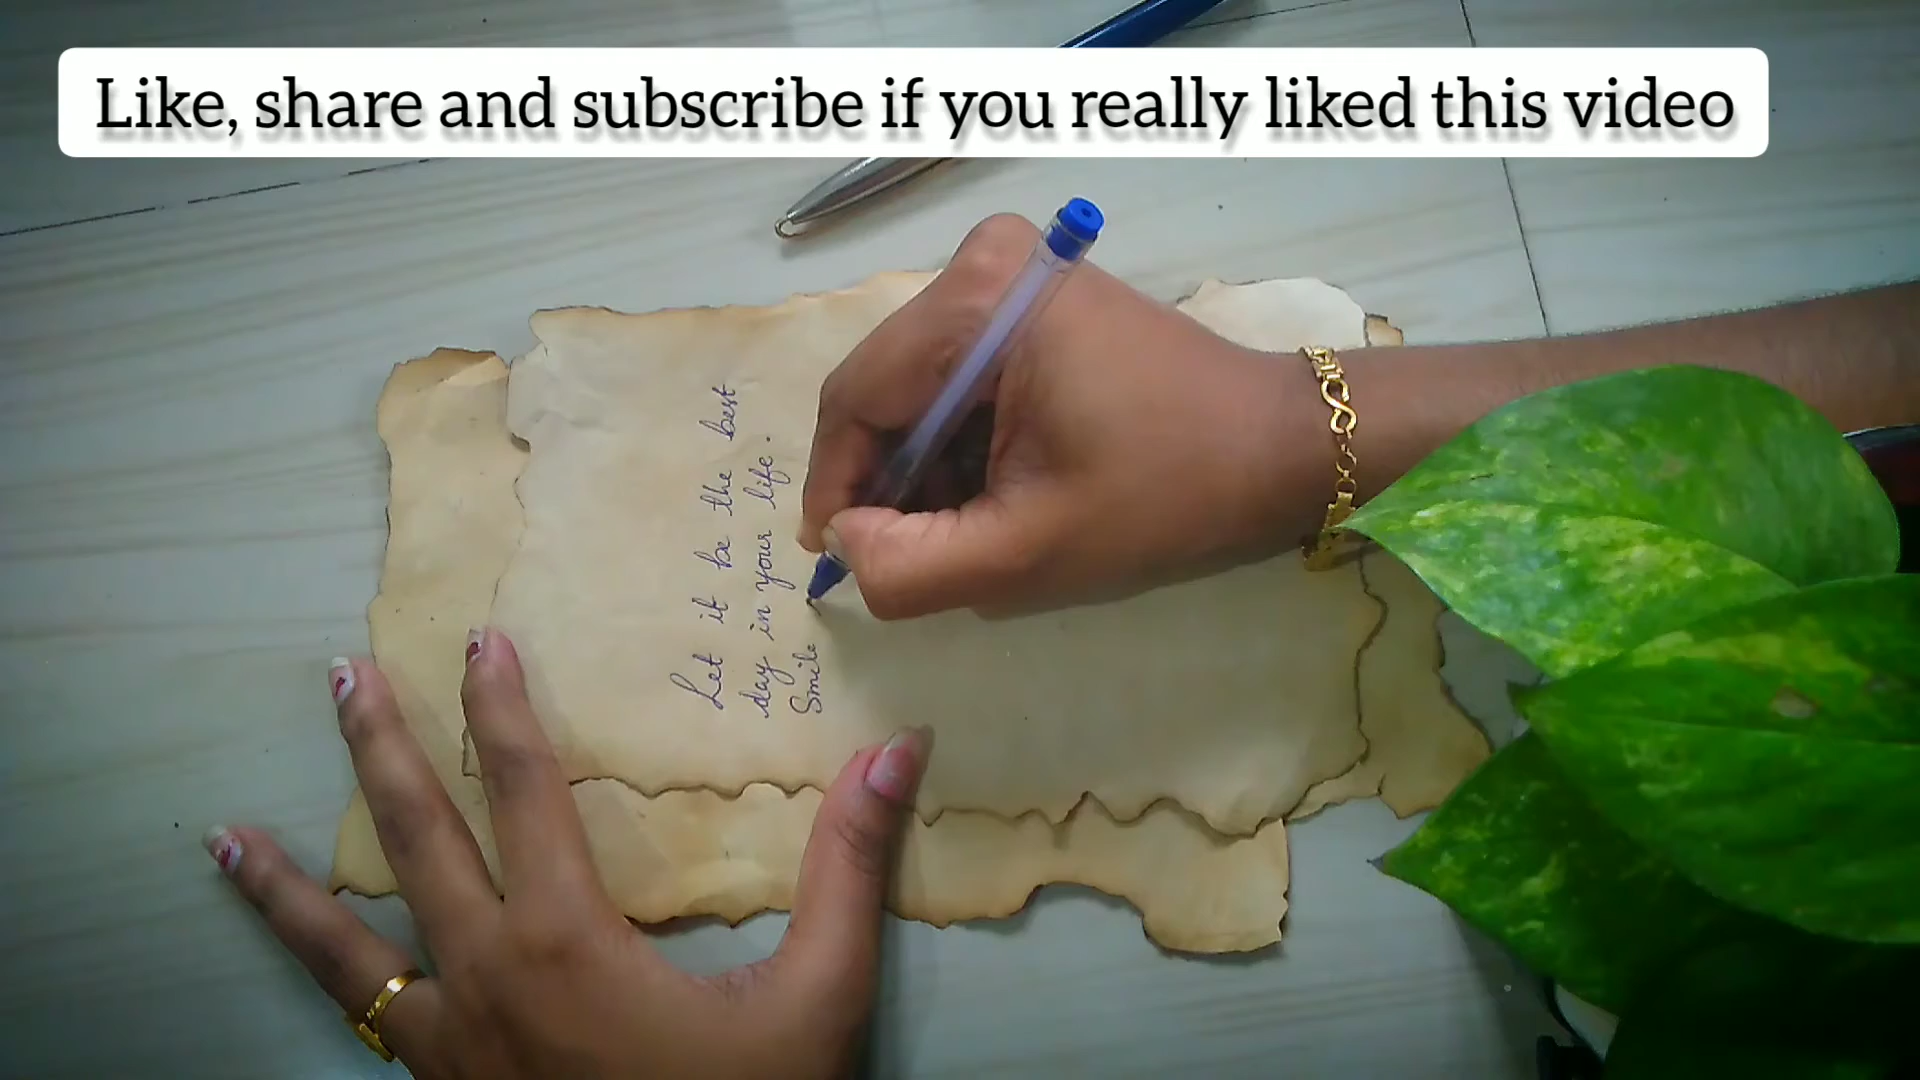 Like, share and subscribe if you really liked this video
Let it be the best
day in your life.
Smile